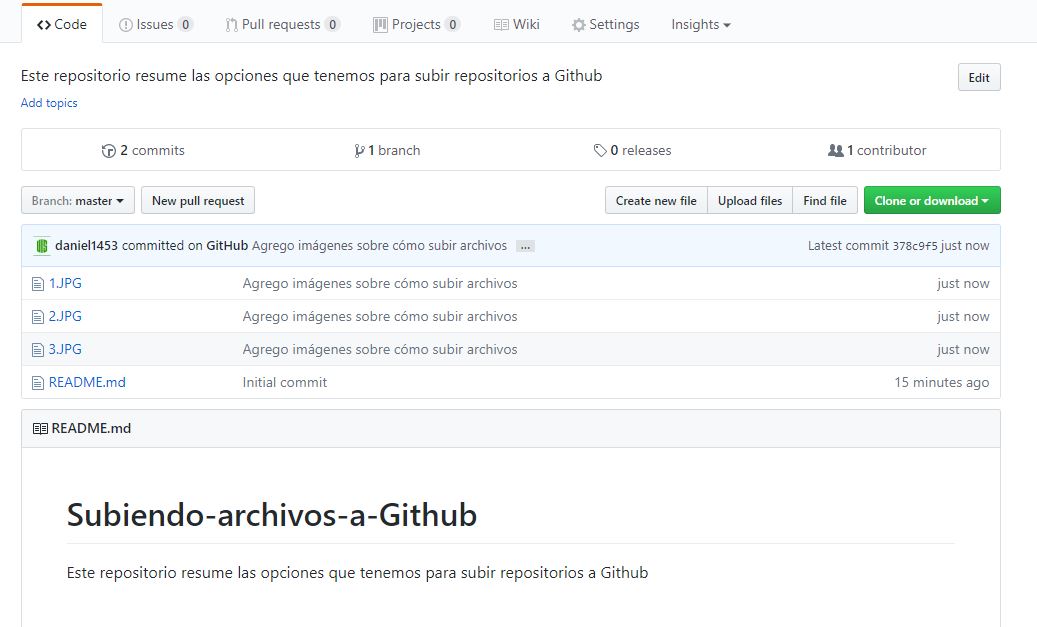 Code Issues 0 Pull requests 0 Projects 0 Wiki Settings Insights
Este repositorio resume las opciones que tenemos para subir repositorios a Github Edit
Add topics
2 commits 1 branch 0 releases 1 contributor
Branch: master New pull request Create new file Upload files Find file Clone or download
daniel1453 committed on GitHub Agrego imágenes sobre cómo subir archivos ... Latest commit 378c9f5 just now
1.JPG Agrego imágenes sobre cómo subir archivos just now
2.JPG Agrego imágenes sobre cómo subir archivos just now
3.JPG Agrego imágenes sobre cómo subir archivos just now
README.md Initial commit 15 minutes ago
README.md
Subiendo-archivos-a-Github
Este repositorio resume las opciones que tenemos para subir repositorios a Github